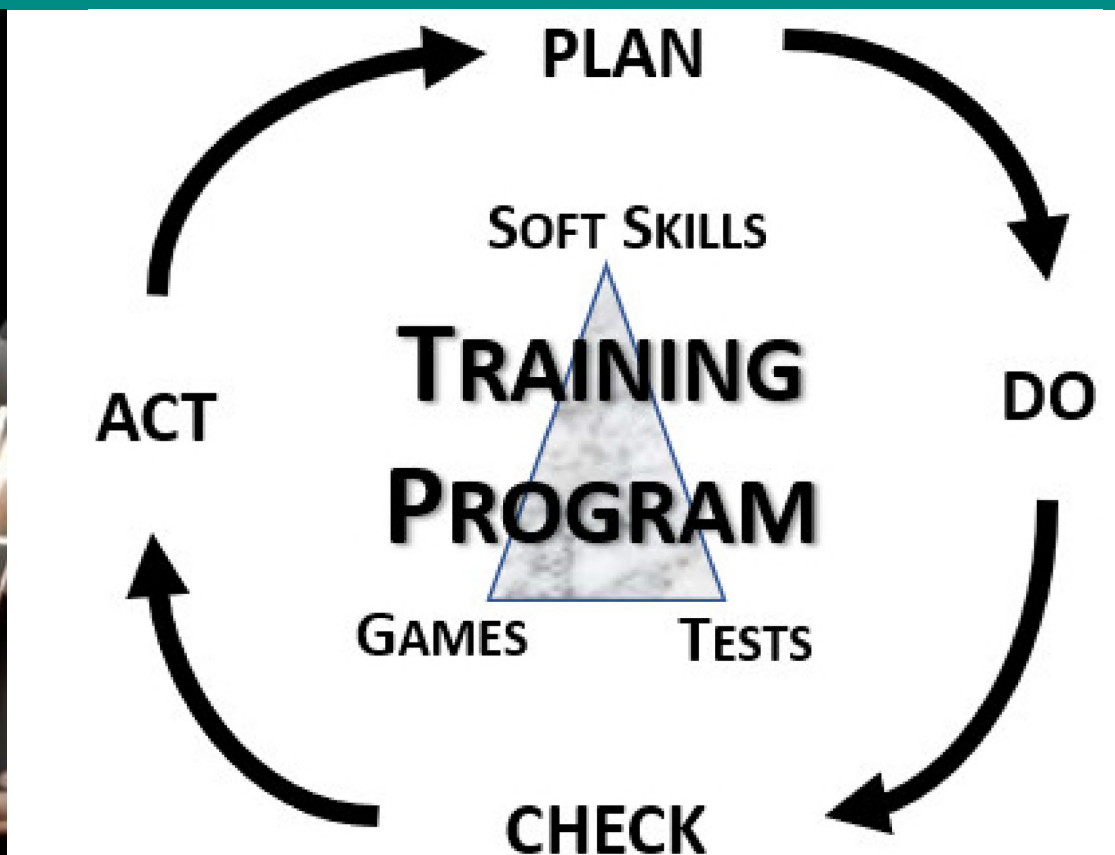 PLAN
SOFT SKILLS
TRAINING
ACT
DO
PROGRAM
GAMES
TESTS
CHECK